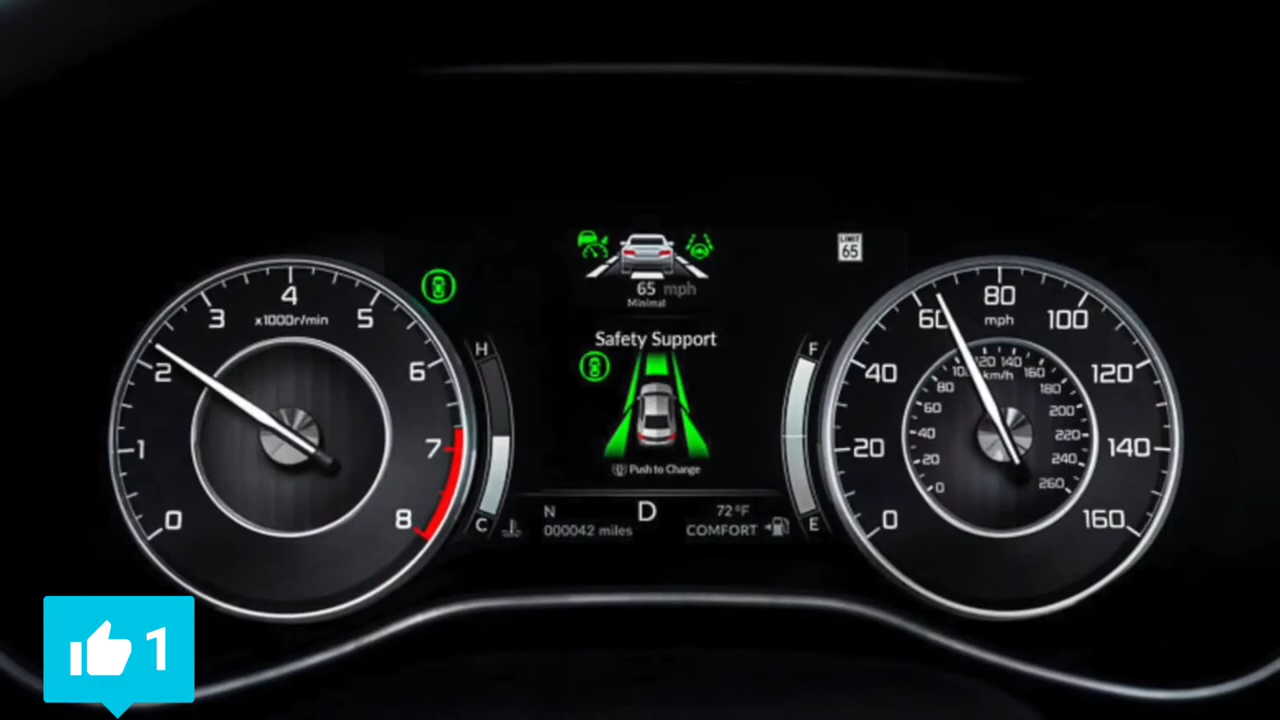 LIMIT
65
65 mph
Minimal
Safety Support
Push to Change
N
D
72°F
000042 miles
COMFORT
H
C
F
E
0
1
2
3
4
5
6
7
8
x1000r/min
0
20
40
60
80
100
120
140
160
mph
0
20
40
60
80
120
140
160
180
200
220
240
260
km/h
1